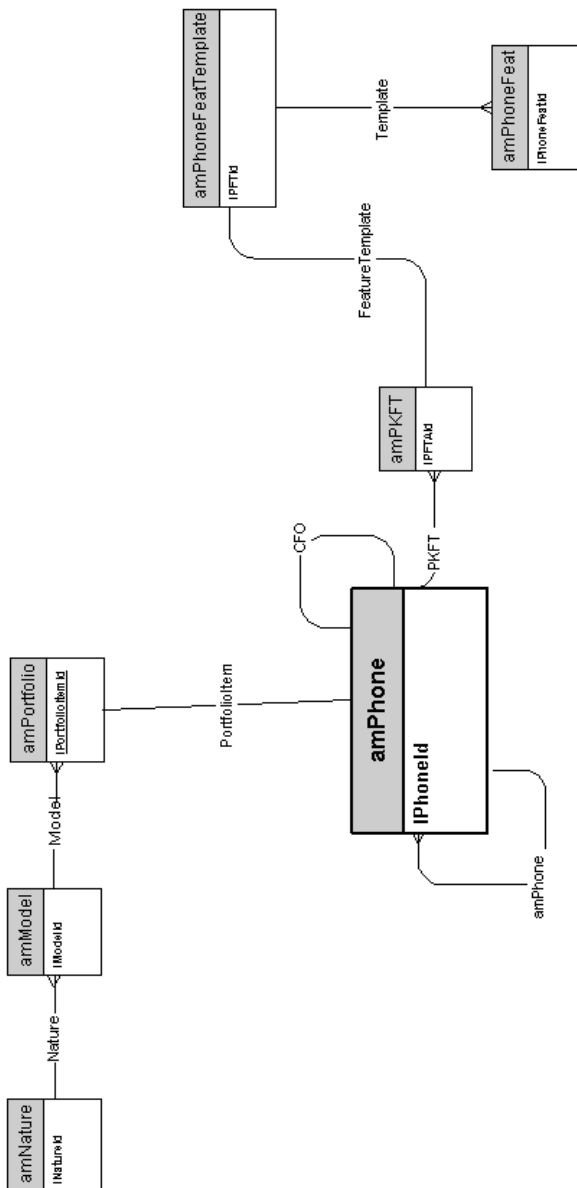 amNature
lNatureId
Nature
amModel
lModelId
Model
amPortfolio
lPortfolioItemId
PortfolioItem
amPhoneFeatTemplate
lPFTId
Template
amPhoneFeat
lPhoneFeatId
FeatureTemplate
amPKFT
lPFTAId
PKFT
CFO
amPhone
lPhoneId
amPhone